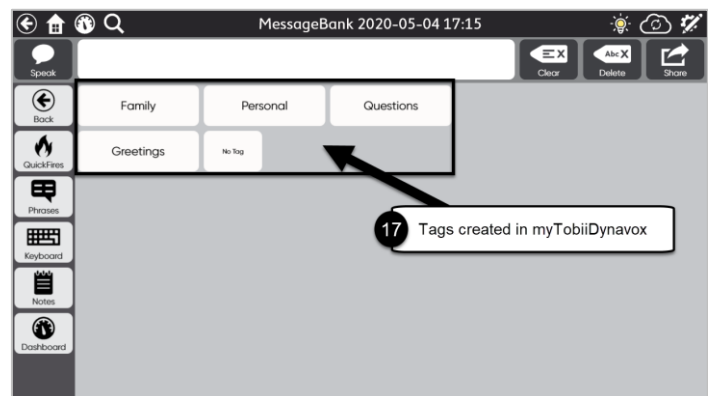 MessageBank 2020-05-04 17:15
Speak
X
Clear
Abc X
Delete
Share
Back
Family
Personal
Questions
QuickFires
Greetings
No Tag
Phrases
17 Tags created in myTobiiDynavox
Keyboard
Notes
Dashboard